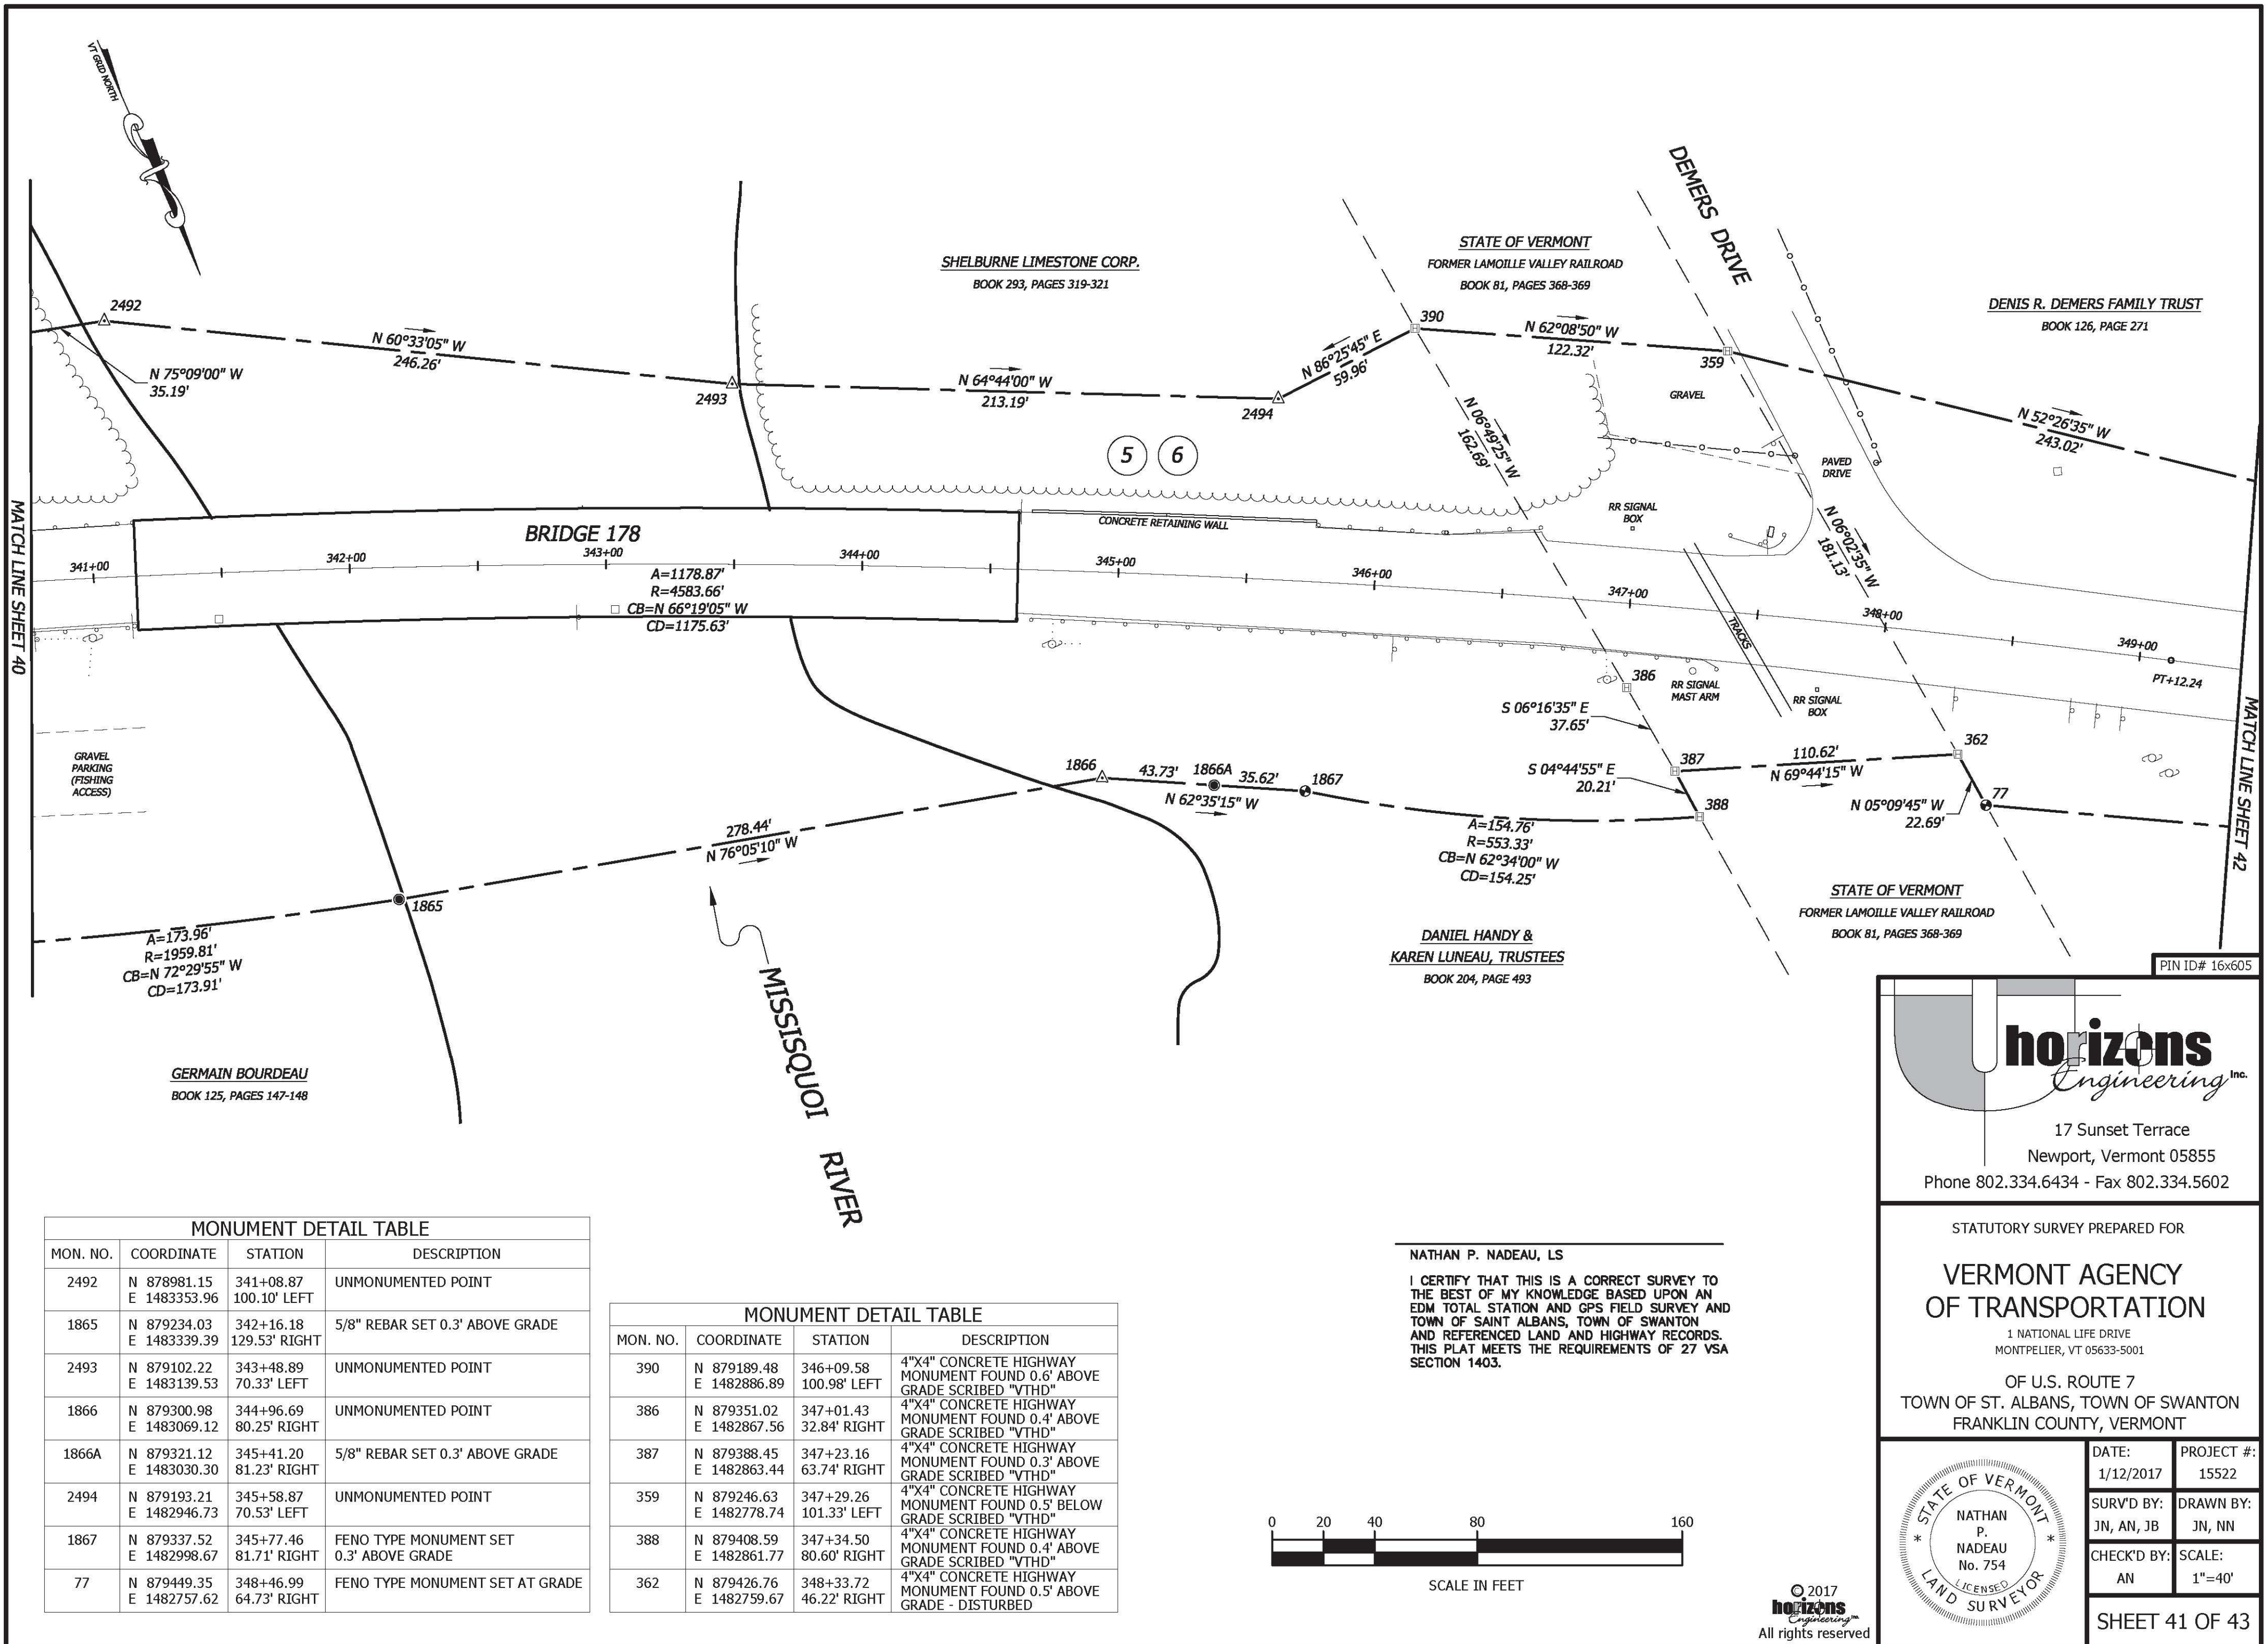 VT GRID NORTH
DEMERS DRIVE
SHELBURNE LIMESTONE CORP.
BOOK 293, PAGES 319-321
STATE OF VERMONT
FORMER LAMOILLE VALLEY RAILROAD
BOOK 81, PAGES 368-369
DENIS R. DEMERS FAMILY TRUST
BOOK 126, PAGE 271
2492
N 60°33'05" W
246.26'
N 75°09'00" W
35.19'
2493
N 64°44'00" W
213.19'
2494
N 86°25'45" E
59.96'
390
N 62°08'50" W
122.32'
359
GRAVEL
N 52°26'35" W
243.02'
N 06°49'25" W
162.69'
5
6
PAVED
DRIVE
RR SIGNAL
BOX
N 06°02'35" W
181.13'
MATCH LINE SHEET 40
BRIDGE 178
CONCRETE RETAINING WALL
341+00
342+00
343+00
344+00
345+00
346+00
347+00
348+00
349+00
PT+12.24
A=1178.87'
R=4583.66'
CB=N 66°19'05" W
CD=1175.63'
TRACKS
386
RR SIGNAL
MAST ARM
RR SIGNAL
BOX
S 06°16'35" E
37.65'
MATCH LINE SHEET 42
GRAVEL
PARKING
(FISHING
ACCESS)
1866
43.73'
1866A
35.62'
1867
N 62°35'15" W
387
110.62'
N 69°44'15" W
362
S 04°44'55" E
20.21'
388
N 05°09'45" W
22.69'
77
278.44'
N 76°05'10" W
A=154.76'
R=553.33'
CB=N 62°34'00" W
CD=154.25'
1865
A=173.96'
R=1959.81'
CB=N 72°29'55" W
CD=173.91'
STATE OF VERMONT
FORMER LAMOILLE VALLEY RAILROAD
BOOK 81, PAGES 368-369
DANIEL HANDY &
KAREN LUNEAU, TRUSTEES
BOOK 204, PAGE 493
MISSISQUOI RIVER
GERMAIN BOURDEAU
BOOK 125, PAGES 147-148
PIN ID# 16x605
horizons
Engineering Inc.
17 Sunset Terrace
Newport, Vermont 05855
Phone 802.334.6434 - Fax 802.334.5602
STATUTORY SURVEY PREPARED FOR
VERMONT AGENCY
OF TRANSPORTATION
1 NATIONAL LIFE DRIVE
MONTPELIER, VT 05633-5001
OF U.S. ROUTE 7
TOWN OF ST. ALBANS, TOWN OF SWANTON
FRANKLIN COUNTY, VERMONT
MONUMENT DETAIL TABLE
MON. NO. COORDINATE STATION DESCRIPTION
2492 N 878981.15 341+08.87 UNMONUMENTED POINT
E 1483353.96 100.10' LEFT
1865 N 879234.03 342+16.18 5/8" REBAR SET 0.3' ABOVE GRADE
E 1483339.39 129.53' RIGHT
2493 N 879102.22 343+48.89 UNMONUMENTED POINT
E 1483139.53 70.33' LEFT
1866 N 879300.98 344+96.69 UNMONUMENTED POINT
E 1483069.12 80.25' RIGHT
1866A N 879321.12 345+41.20 5/8" REBAR SET 0.3' ABOVE GRADE
E 1483030.30 81.23' RIGHT
2494 N 879193.21 345+58.87 UNMONUMENTED POINT
E 1482946.73 70.53' LEFT
1867 N 879337.52 345+77.46 FENO TYPE MONUMENT SET
E 1482998.67 81.71' RIGHT 0.3' ABOVE GRADE
77 N 879449.35 348+46.99 FENO TYPE MONUMENT SET AT GRADE
E 1482757.62 64.73' RIGHT
MONUMENT DETAIL TABLE
MON. NO. COORDINATE STATION DESCRIPTION
390 N 879189.48 346+09.58 4"X4" CONCRETE HIGHWAY
E 1482886.89 100.98' LEFT MONUMENT FOUND 0.6' ABOVE
GRADE SCRIBED "VTHD"
386 N 879351.02 347+01.43 4"X4" CONCRETE HIGHWAY
E 1482867.56 32.84' RIGHT MONUMENT FOUND 0.4' ABOVE
GRADE SCRIBED "VTHD"
387 N 879388.45 347+23.16 4"X4" CONCRETE HIGHWAY
E 1482863.44 63.74' RIGHT MONUMENT FOUND 0.3' ABOVE
GRADE SCRIBED "VTHD"
359 N 879246.63 347+29.26 4"X4" CONCRETE HIGHWAY
E 1482778.74 101.33' LEFT MONUMENT FOUND 0.5' BELOW
GRADE SCRIBED "VTHD"
388 N 879408.59 347+34.50 4"X4" CONCRETE HIGHWAY
E 1482861.77 80.60' RIGHT MONUMENT FOUND 0.4' ABOVE
GRADE SCRIBED "VTHD"
362 N 879426.76 348+33.72 4"X4" CONCRETE HIGHWAY
E 1482759.67 46.22' RIGHT MONUMENT FOUND 0.5' ABOVE
GRADE - DISTURBED
NATHAN P. NADEAU, LS
I CERTIFY THAT THIS IS A CORRECT SURVEY TO
THE BEST OF MY KNOWLEDGE BASED UPON AN
EDM TOTAL STATION AND GPS FIELD SURVEY AND
TOWN OF SAINT ALBANS, TOWN OF SWANTON
AND REFERENCED LAND AND HIGHWAY RECORDS.
THIS PLAT MEETS THE REQUIREMENTS OF 27 VSA
SECTION 1403.
0 20 40 80 160
SCALE IN FEET
© 2017
horizons
Engineering Inc.
All rights reserved
STATE OF VERMONT
NATHAN
P.
NADEAU
No. 754
LICENSED
* LAND SURVEYOR *
DATE:
1/12/2017
PROJECT #:
15522
SURV'D BY:
JN, AN, JB
DRAWN BY:
JN, NN
CHECK'D BY:
AN
SCALE:
1"=40'
SHEET 41 OF 43